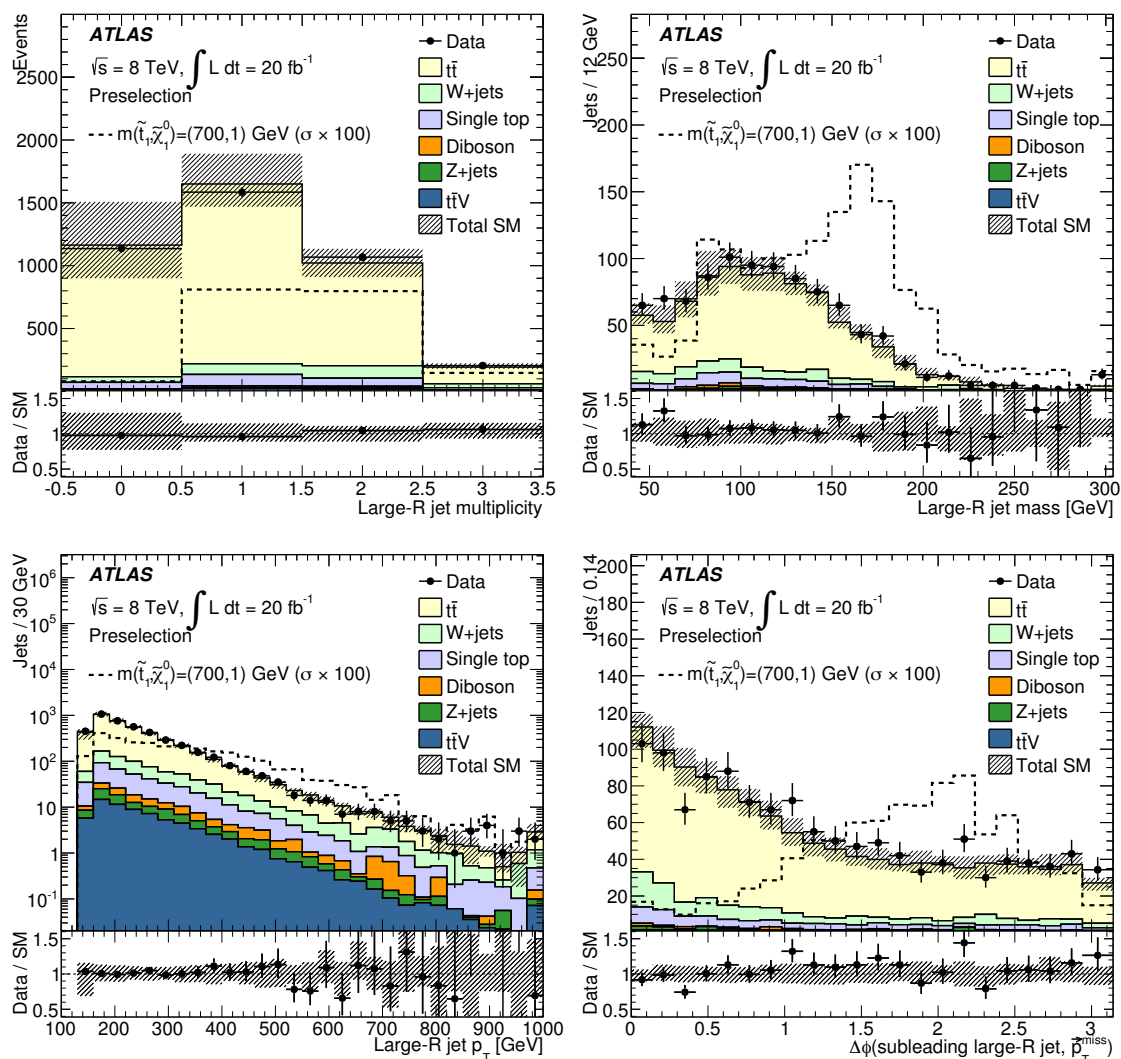 Events
ATLAS
√s = 8 TeV, ∫ L dt = 20 fb⁻¹
Preselection
m(t̃₁,χ̃₁⁰)=(700,1) GeV (σ × 100)
Data
tt̄
W+jets
Single top
Diboson
Z+jets
tt̄V
Total SM
2500
2000
1500
1000
500
Data / SM
1.5
1
0.5
-0.5 0 0.5 1 1.5 2 2.5 3 3.5
Large-R jet multiplicity
Jets / 12 GeV
ATLAS
√s = 8 TeV, ∫ L dt = 20 fb⁻¹
Preselection
m(t̃₁,χ̃₁⁰)=(700,1) GeV (σ × 100)
Data
tt̄
W+jets
Single top
Diboson
Z+jets
tt̄V
Total SM
250
200
150
100
50
Data / SM
1.5
1
0.5
50 100 150 200 250 300
Large-R jet mass [GeV]
Jets / 30 GeV
ATLAS
√s = 8 TeV, ∫ L dt = 20 fb⁻¹
Preselection
m(t̃₁,χ̃₁⁰)=(700,1) GeV (σ × 100)
Data
tt̄
W+jets
Single top
Diboson
Z+jets
tt̄V
Total SM
10⁶
10⁵
10⁴
10³
10²
10
1
10⁻¹
Data / SM
1.5
1
0.5
100 200 300 400 500 600 700 800 900 1000
Large-R jet p_T [GeV]
Jets / 0.14
ATLAS
√s = 8 TeV, ∫ L dt = 20 fb⁻¹
Preselection
m(t̃₁,χ̃₁⁰)=(700,1) GeV (σ × 100)
Data
tt̄
W+jets
Single top
Diboson
Z+jets
tt̄V
Total SM
200
180
160
140
120
100
80
60
40
20
Data / SM
1.5
1
0.5
0 0.5 1 1.5 2 2.5 3
Δϕ(subleading large-R jet, p⃗_T^miss)